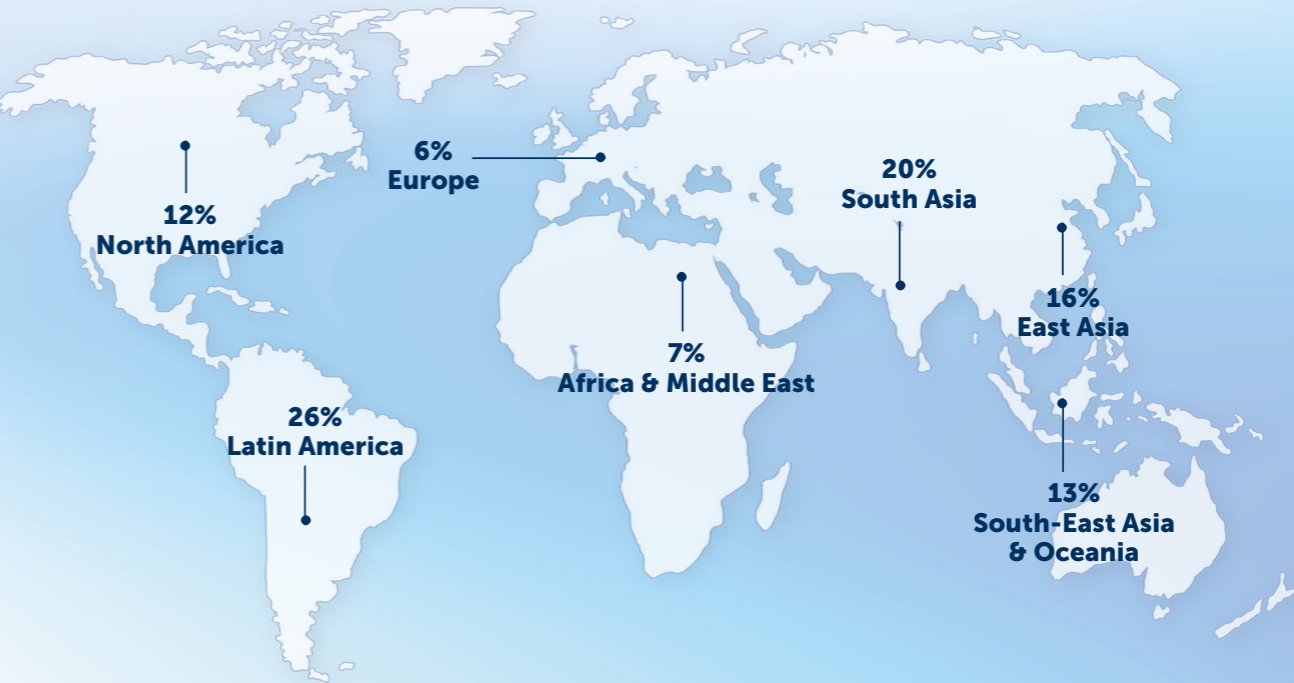 6%
Europe
20%
South Asia
12%
North America
16%
East Asia
7%
Africa & Middle East
26%
Latin America
13%
South-East Asia
& Oceania